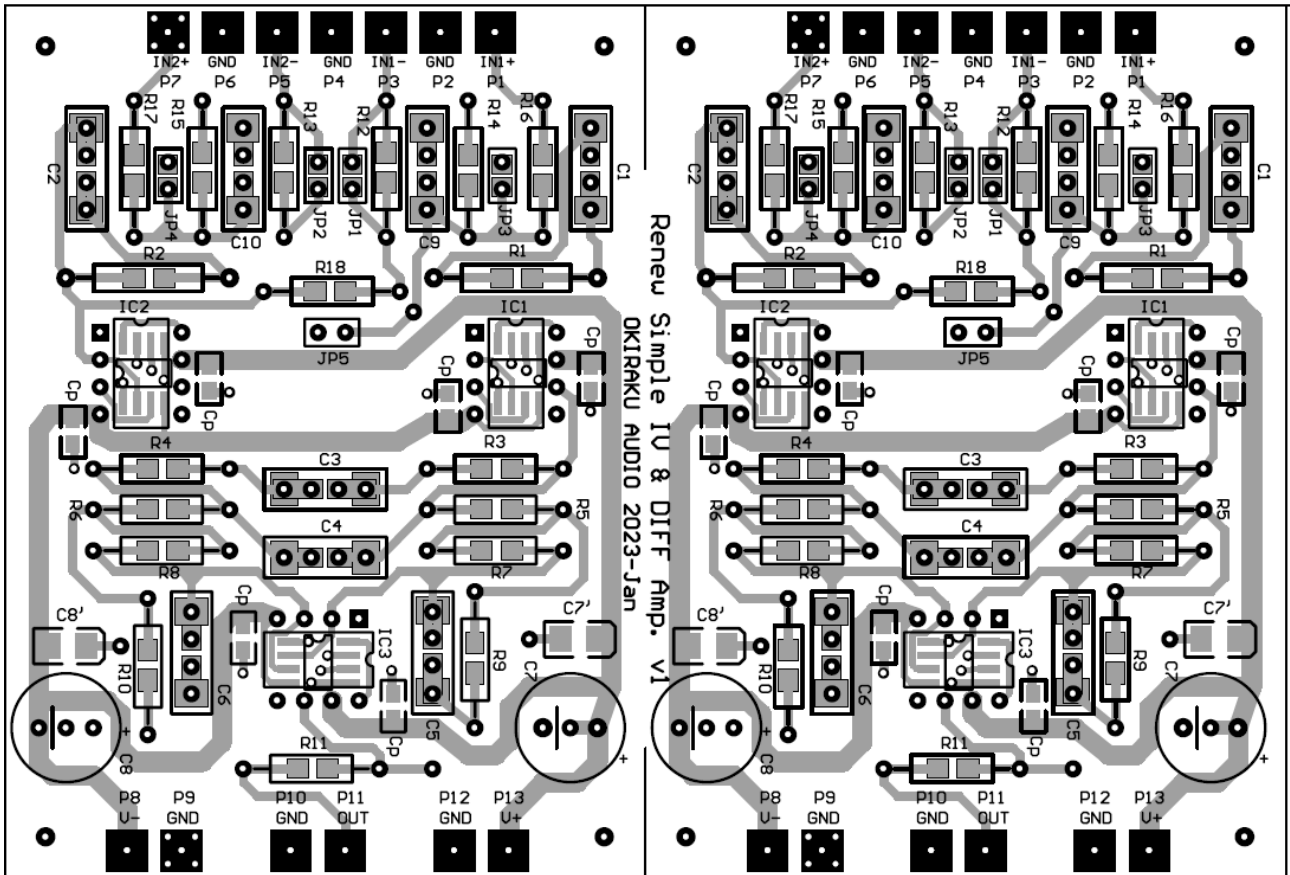 IN2+ GND IN2- GND IN1- GND IN1+ IN2+ GND IN2- GND IN1- GND IN1+
P7 P6 P5 P4 P3 P2 P1 P7 P6 P5 P4 P3 P2 P1
R17 R15 R13 R12 R14 R16 R17 R15 R13 R12 R14 R16
C2 C1 C2 C1
JP4 C10 JP2 JP1 C9 JP3 JP4 C10 JP2 JP1 C9 JP3
R2 R1 R2 R1
R18 R18
IC2 IC1 IC2 IC1
JP5 JP5
Cp Cp Cp Cp Cp Cp Cp Cp
R4 R3 R4 R3
C3 C3
R6 R5 R6 R5
C4 C4
R8 R7 R8 R7
Renew Simple IV & DIFF Amp. v1
OKIRAKU AUDIO 2023-Jan
C8' Cp C7' C8' Cp C7'
R10 C6 IC3 R9 C7 R10 C6 IC3 R9 C7
+ C8 Cp C5 + + C8 Cp C5 +
R11 R11
P8 P9 P10 P11 P12 P13 P8 P9 P10 P11 P12 P13
V- GND GND OUT GND V+ V- GND GND OUT GND V+